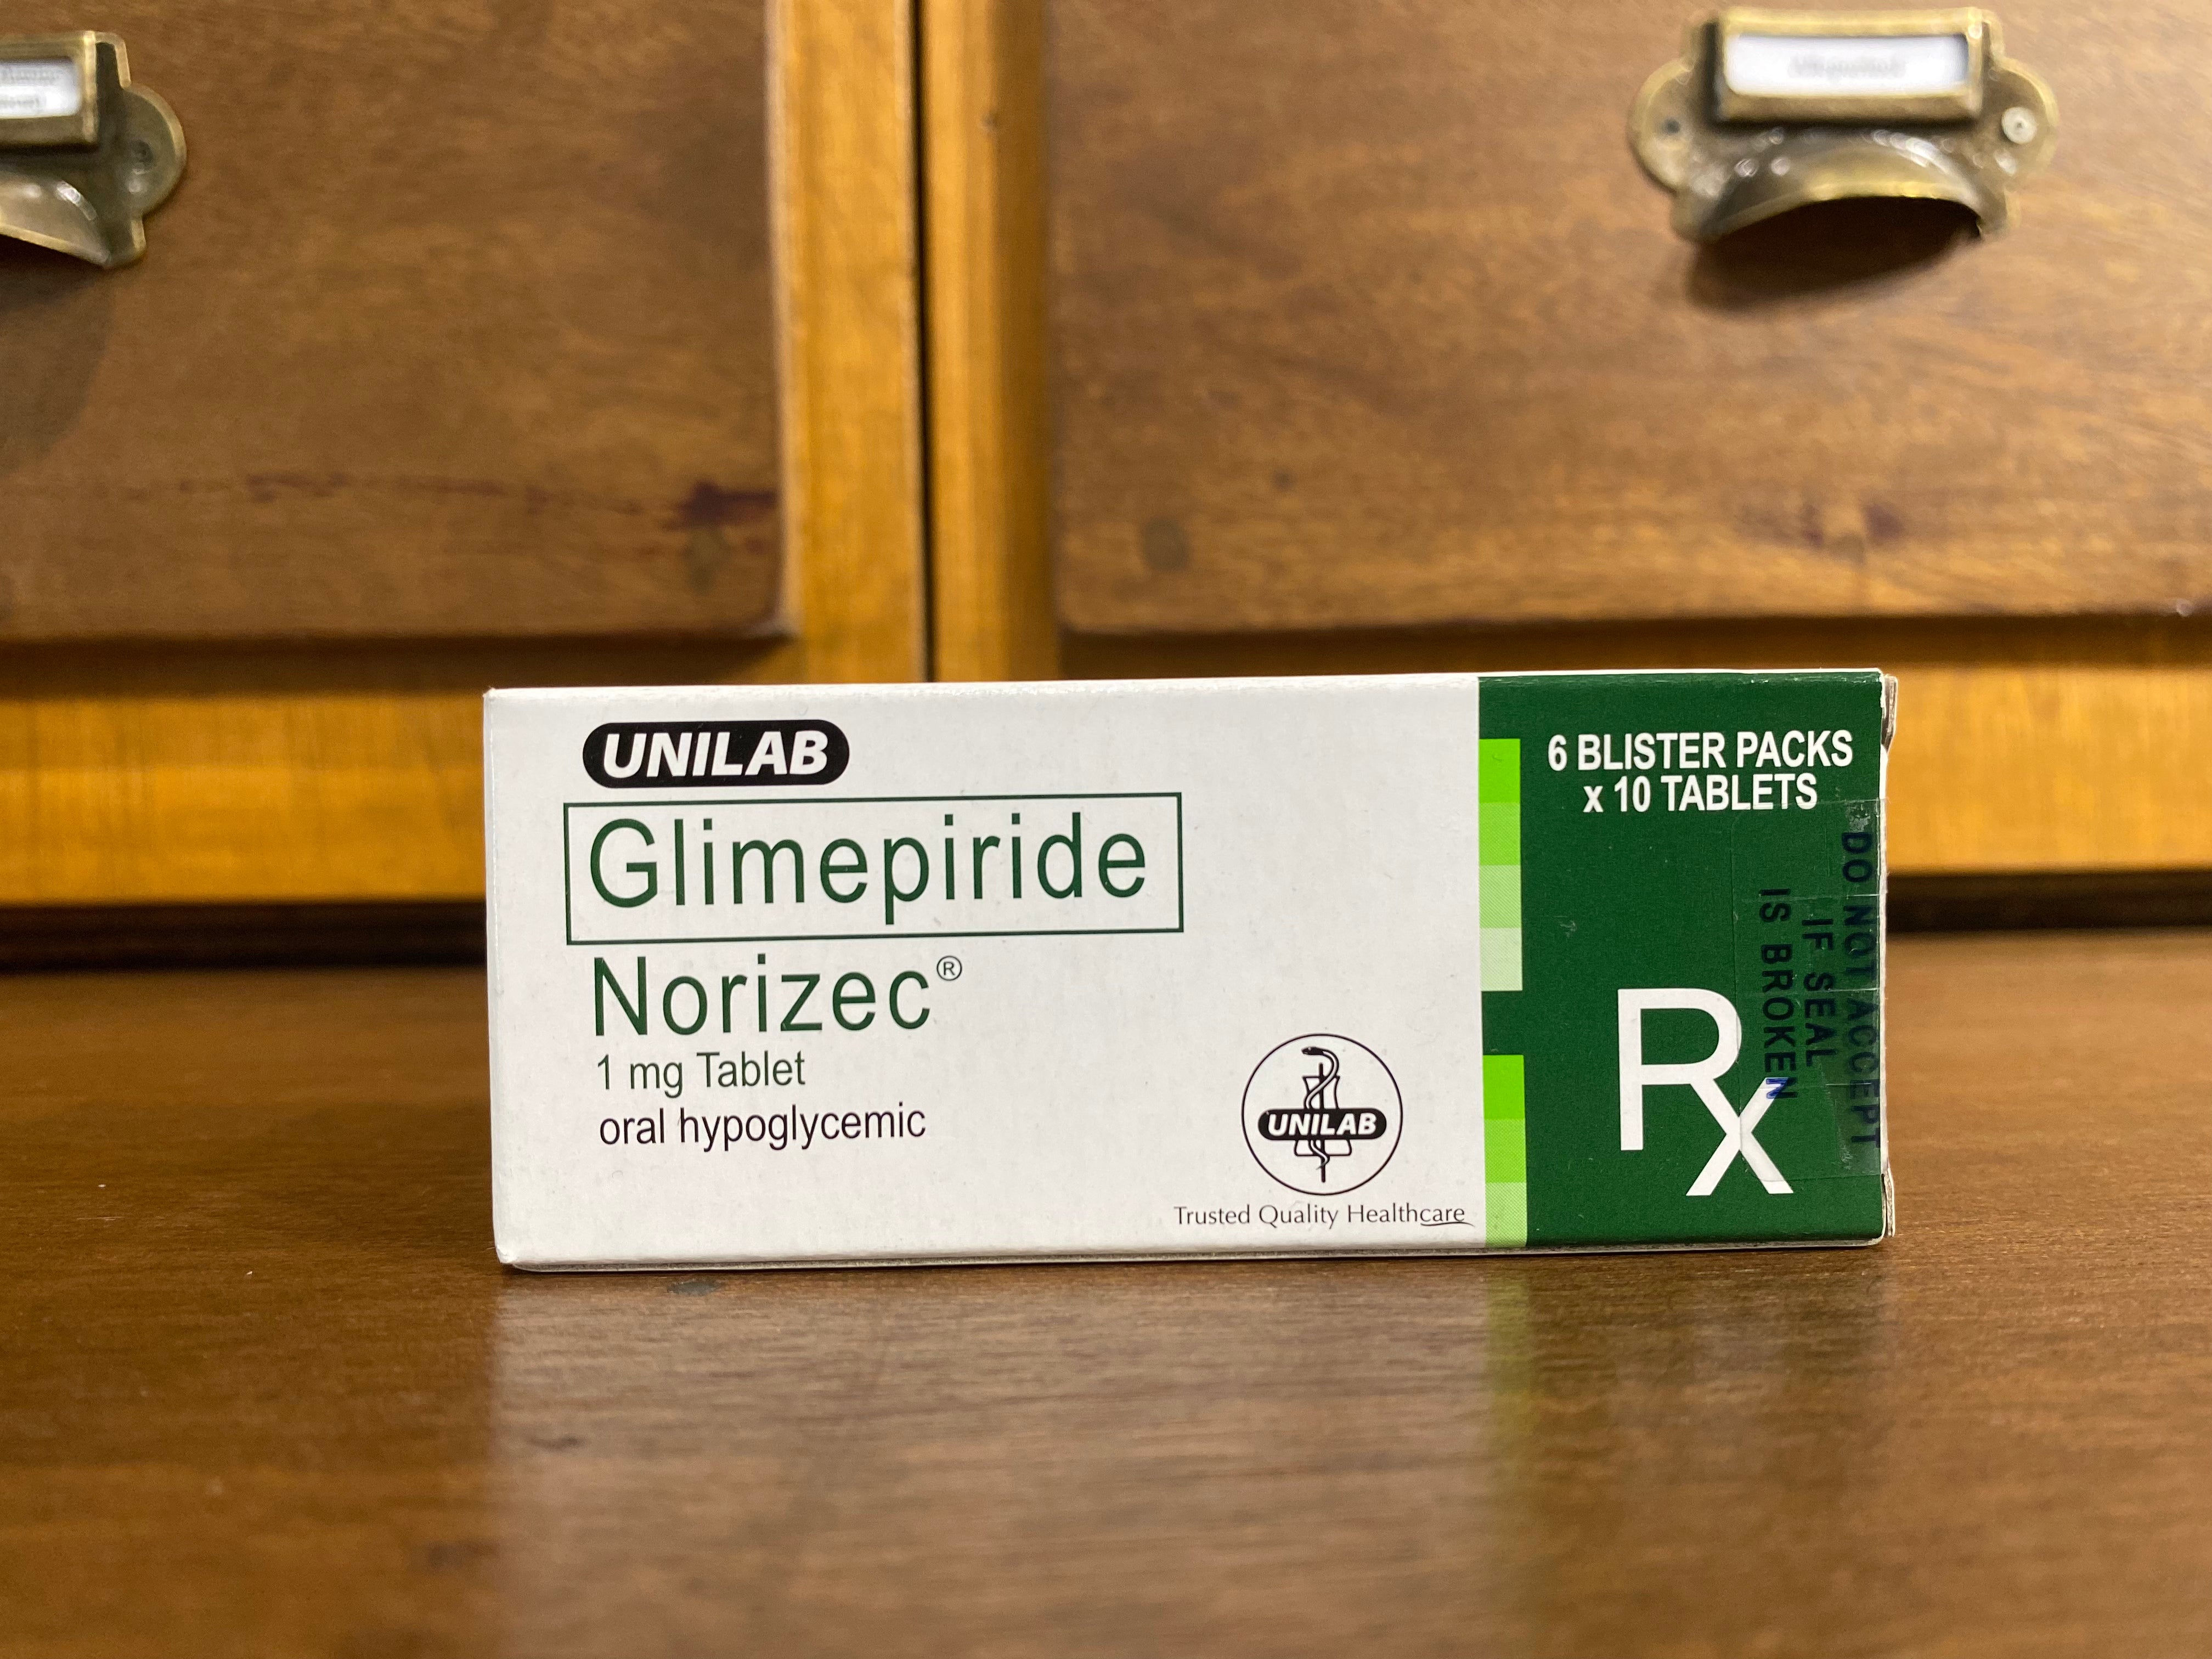 UNILAB
Glimepiride
Norizec®
1 mg Tablet
oral hypoglycemic
UNILAB
Trusted Quality Healthcare
6 BLISTER PACKS
x 10 TABLETS
Rx
DO NOT ACCEPT
IF SEAL
IS BROKEN